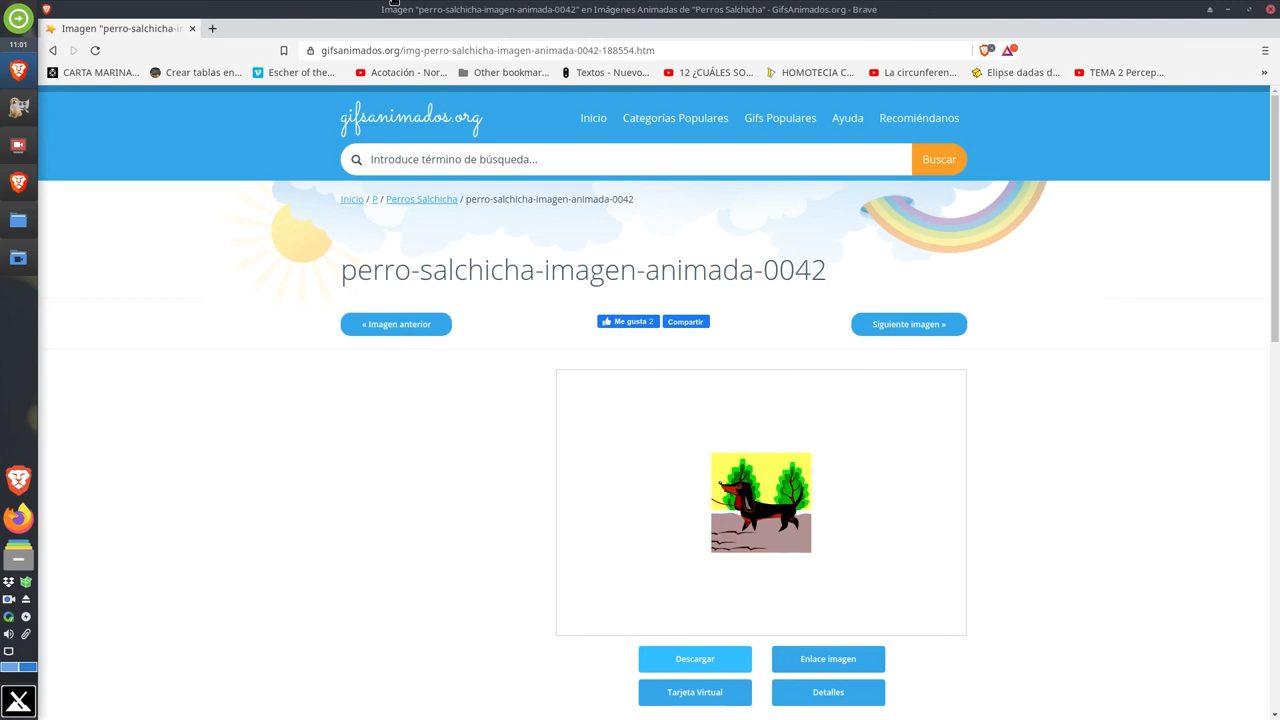 Imagen "perro-salchicha-imagen-animada-0042" en Imágenes Animadas de "Perros Salchicha" - GifsAnimados.org - Brave
11:01
Imagen "perro-salchicha-in
gifsanimados.org/img-perro-salchicha-imagen-animada-0042-188554.htm
CARTA MARINA...
Crear tablas en...
Escher of the...
Acotación - Nor...
Other bookmar...
Textos - Nuevo...
12 ¿CUÁLES SO...
HOMOTECIA C...
La circunferen...
Elipse dadas d...
TEMA 2 Percep...
»
gifsanimados.org
Inicio
Categorías Populares
Gifs Populares
Ayuda
Recomiéndanos
Introduce término de búsqueda...
Buscar
Inicio / P / Perros Salchicha / perro-salchicha-imagen-animada-0042
perro-salchicha-imagen-animada-0042
« Imagen anterior
Me gusta 2
Compartir
Siguiente imagen »
Descargar
Enlace imagen
Tarjeta Virtual
Detalles